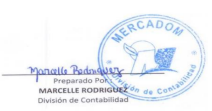 MERCADOM
Marcelle Rodriguez
Preparado Por
MARCELLE RODRIGUEZ
División de Contabilidad
División de Contabilidad